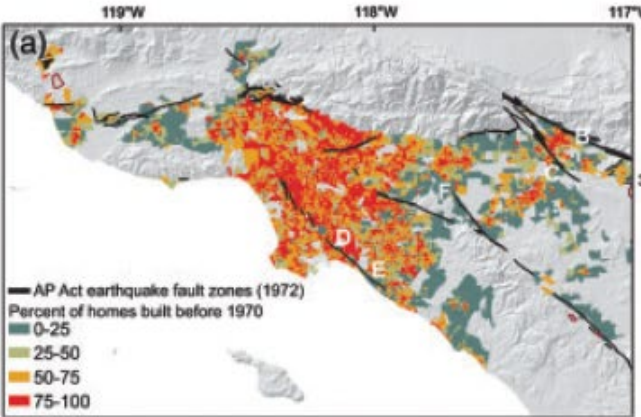 119°W 118°W 117°
(a)
B
C
F
D
E
AP Act earthquake fault zones (1972)
Percent of homes built before 1970
0-25
25-50
50-75
75-100